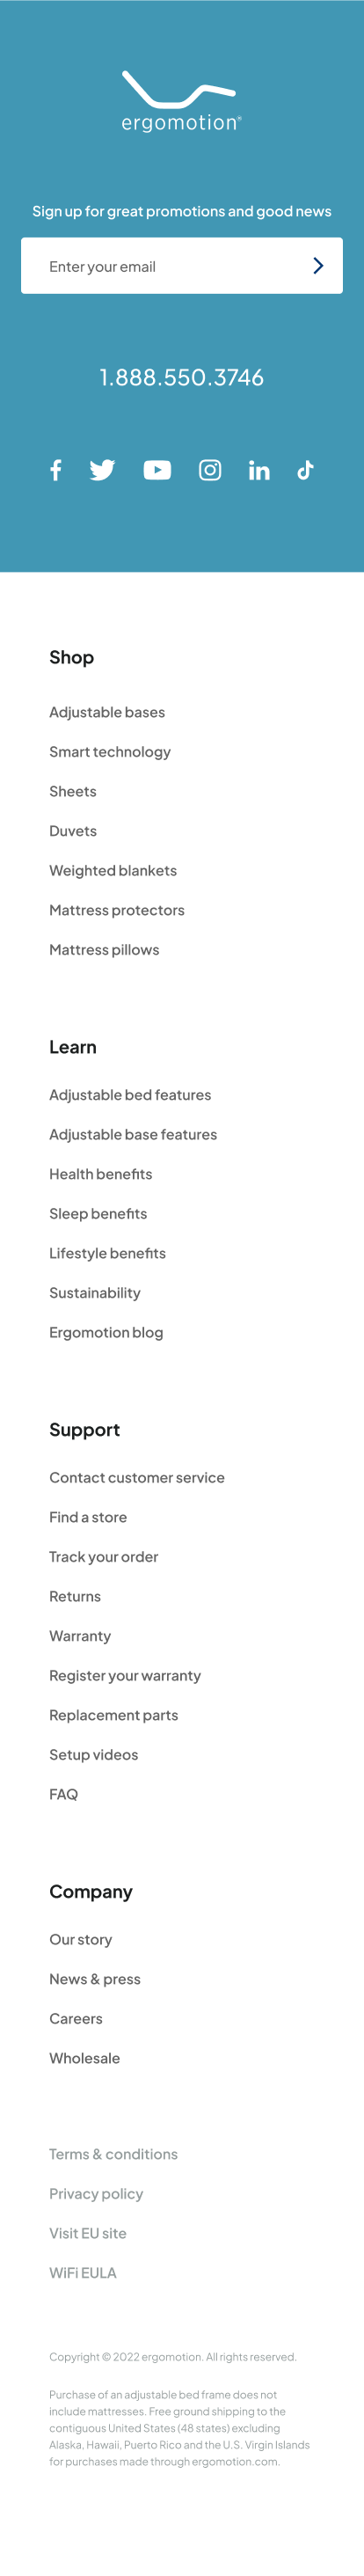 ergomotion®
Sign up for great promotions and good news
Enter your email
1.888.550.3746
Shop
Adjustable bases
Smart technology
Sheets
Duvets
Weighted blankets
Mattress protectors
Mattress pillows
Learn
Adjustable bed features
Adjustable base features
Health benefits
Sleep benefits
Lifestyle benefits
Sustainability
Ergomotion blog
Support
Contact customer service
Find a store
Track your order
Returns
Warranty
Register your warranty
Replacement parts
Setup videos
FAQ
Company
Our story
News & press
Careers
Wholesale
Terms & conditions
Privacy policy
Visit EU site
WiFi EULA
Copyright © 2022 ergomotion. All rights reserved.
Purchase of an adjustable bed frame does not
include mattresses. Free ground shipping to the
contiguous United States (48 states) excluding
Alaska, Hawaii, Puerto Rico and the U.S. Virgin Islands
for purchases made through ergomotion.com.